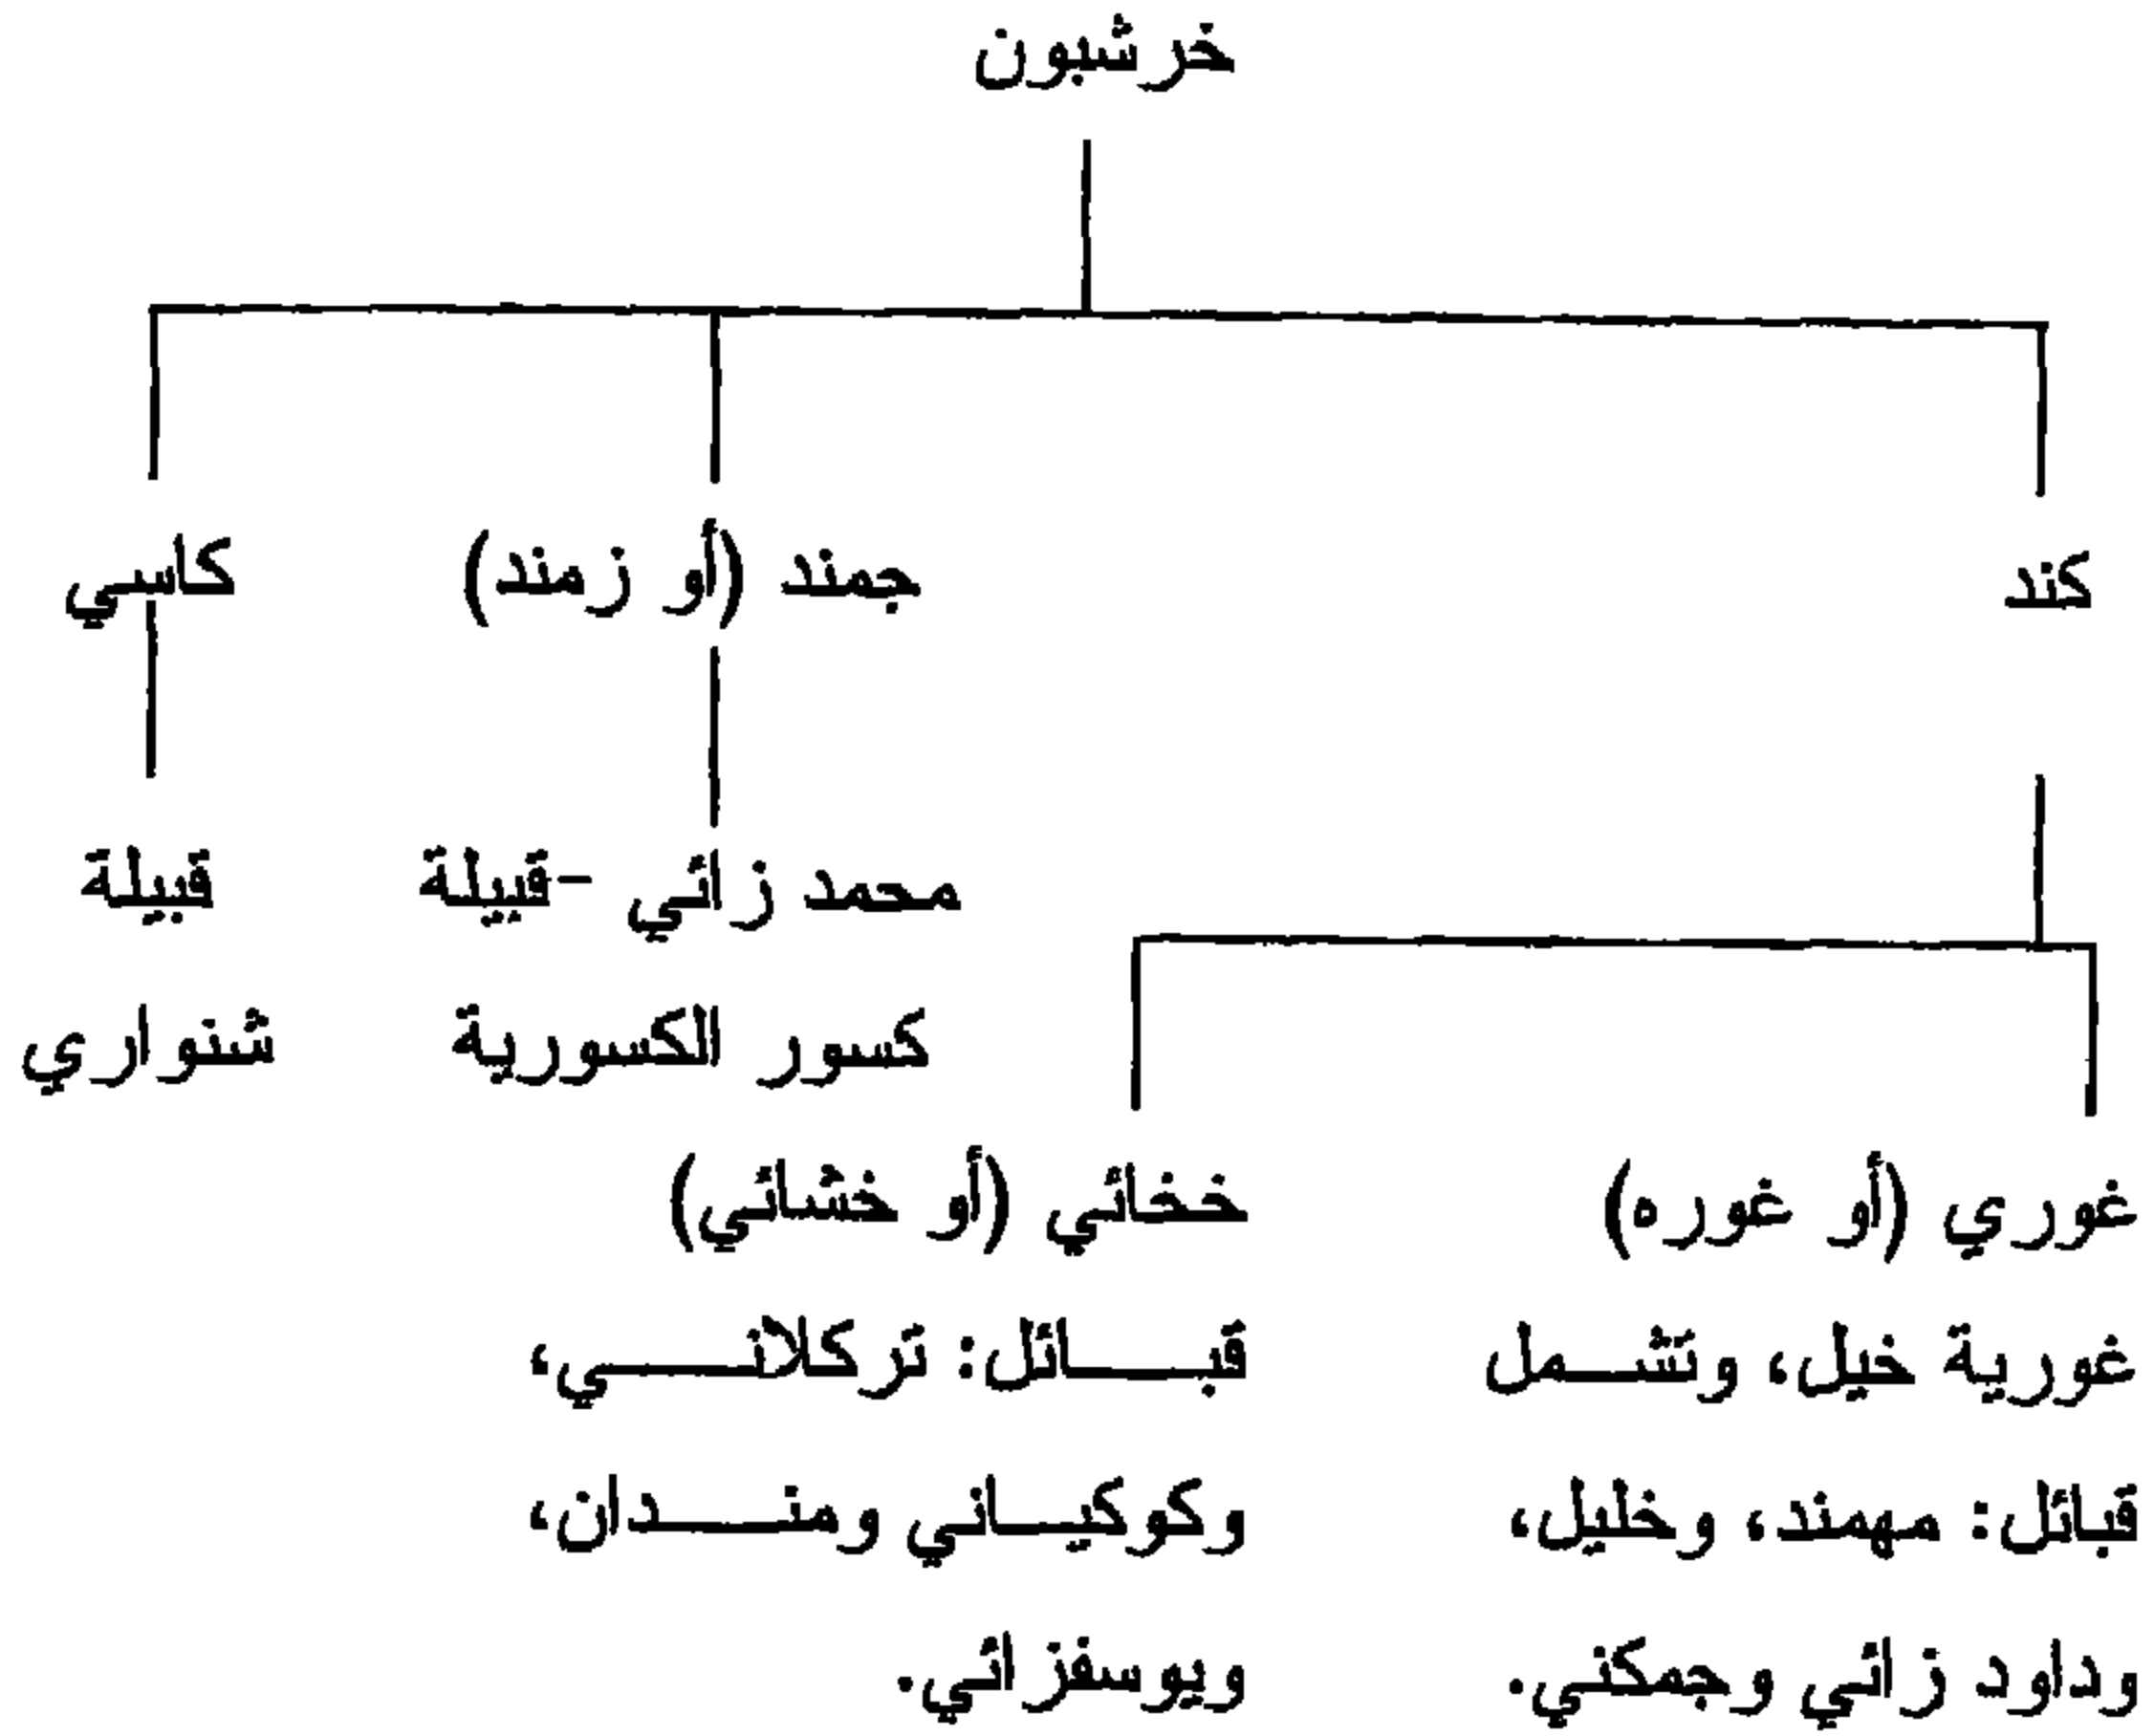 خرشبون
كند
جمند (أو زمند)
كاسي
محمد زائي -قبيلة
كسور الكسورية
قبيلة
شنواري
غوري (أو غوره)
غورية خيل، وتشمل
قبائل: مهمند، وخليل،
وداود زائي وجمكني.
خخائي (أو خشائي)
قبائل: تركلاني،
وكوكياني ومندان،
ويوسفزائي.